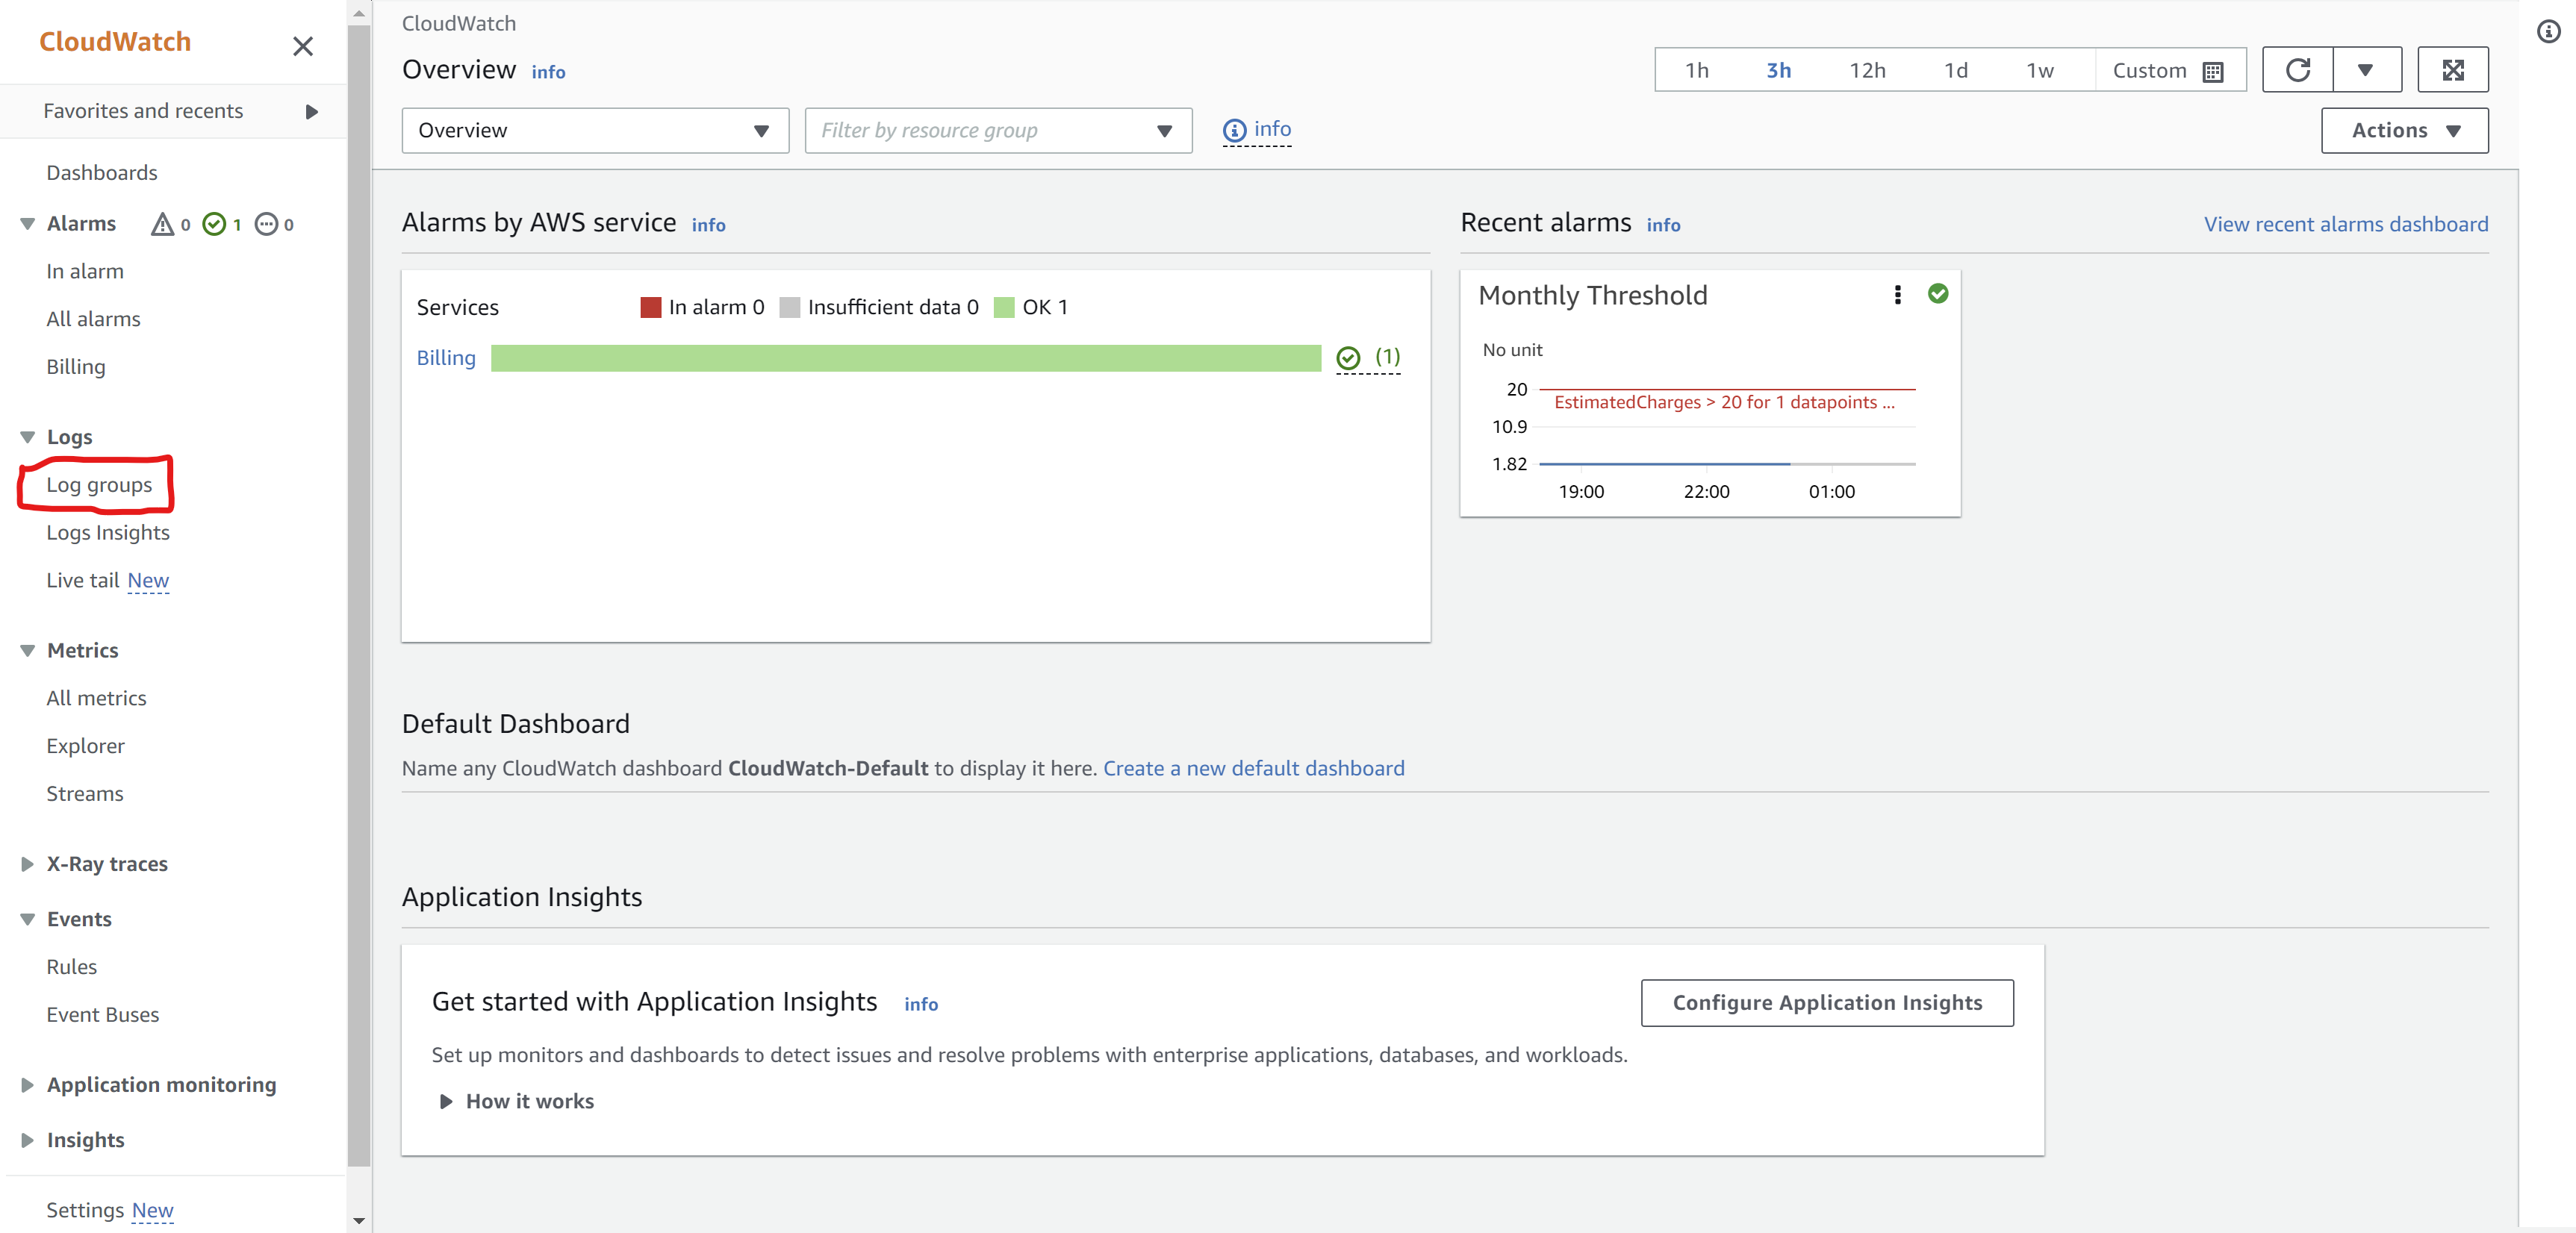 CloudWatch
Favorites and recents
Dashboards
Alarms 0 1 0
In alarm
All alarms
Billing
Logs
Log groups
Logs Insights
Live tail New
Metrics
All metrics
Explorer
Streams
X-Ray traces
Events
Rules
Event Buses
Application monitoring
Insights
Settings New
CloudWatch
Overview info
1h 3h 12h 1d 1w Custom
Overview Filter by resource group info
Actions
Alarms by AWS service info
Services In alarm 0 Insufficient data 0 OK 1
Billing (1)
Recent alarms info View recent alarms dashboard
Monthly Threshold
No unit
20
EstimatedCharges > 20 for 1 datapoints ...
10.9
1.82
19:00 22:00 01:00
Default Dashboard
Name any CloudWatch dashboard CloudWatch-Default to display it here. Create a new default dashboard
Application Insights
Get started with Application Insights info
Configure Application Insights
Set up monitors and dashboards to detect issues and resolve problems with enterprise applications, databases, and workloads.
How it works